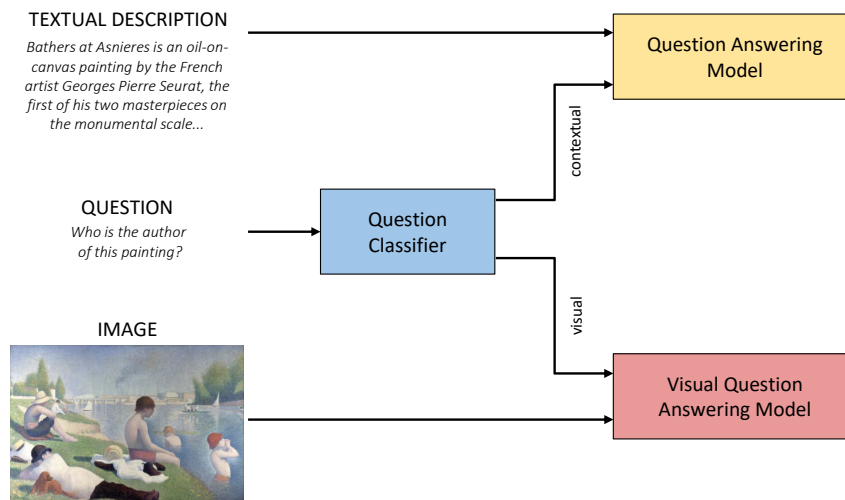 TEXTUAL DESCRIPTION
Bathers at Asnieres is an oil-on-
canvas painting by the French
artist Georges Pierre Seurat, the
first of his two masterpieces on
the monumental scale...
Question Answering
Model
contextual
QUESTION
Who is the author
of this painting?
Question
Classifier
visual
IMAGE
Visual Question
Answering Model